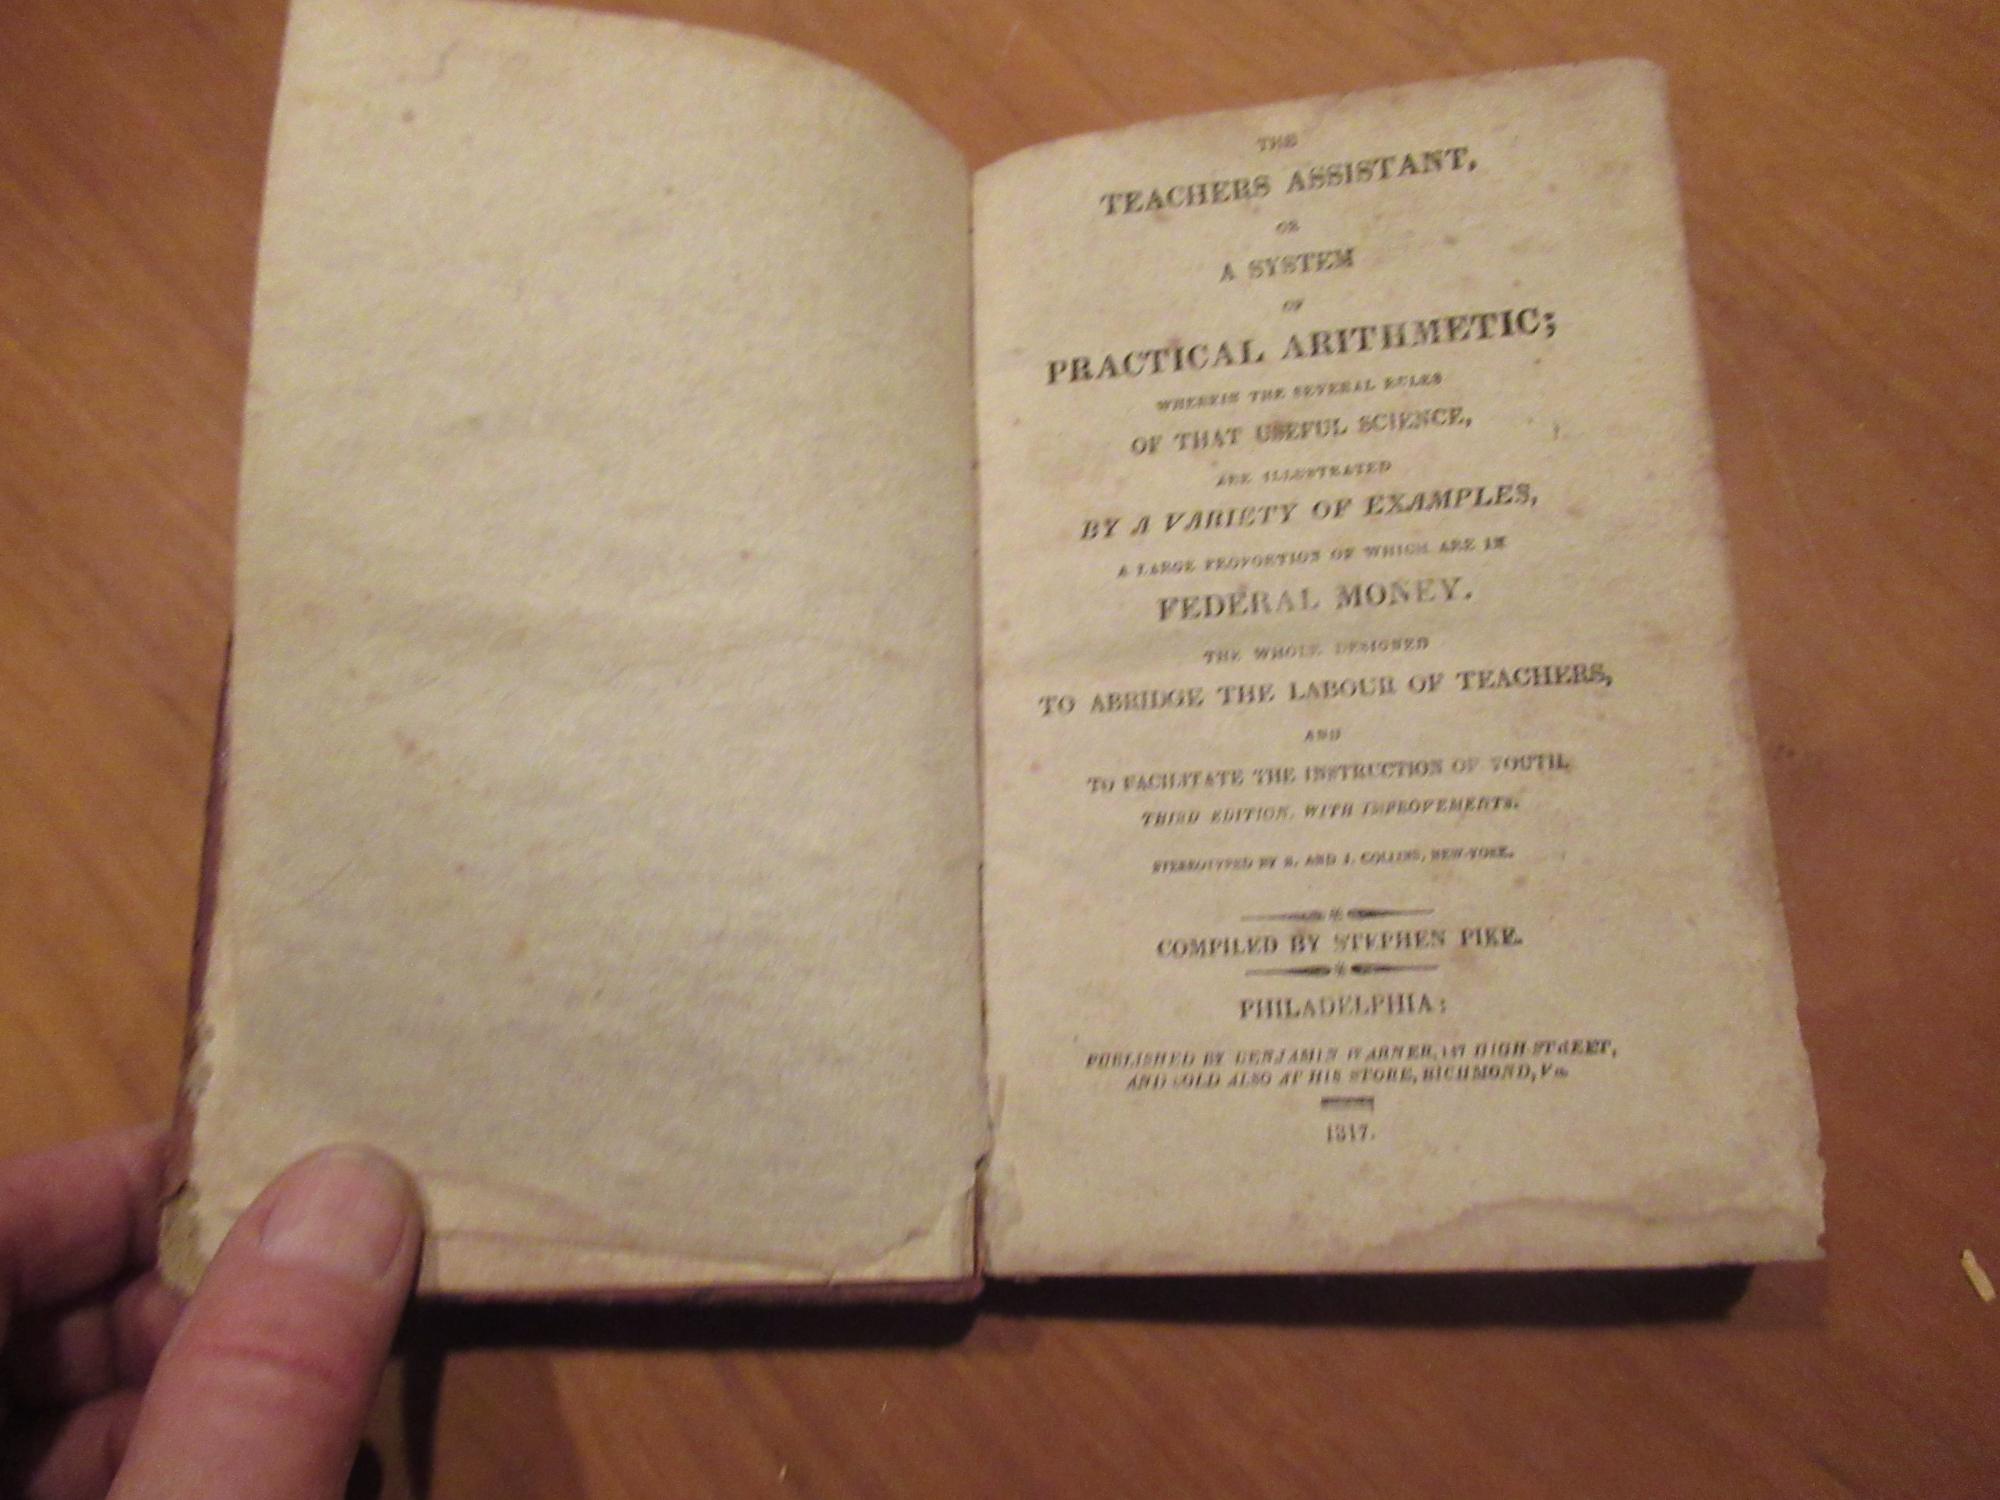 THE
TEACHERS ASSISTANT,
OR
A SYSTEM
OF
PRACTICAL ARITHMETIC;
WHEREIN THE SEVERAL RULES
OF THAT USEFUL SCIENCE,
ARE ILLUSTRATED
BY A VARIETY OF EXAMPLES,
A LARGE PROPORTION OF WHICH ARE IN
FEDERAL MONEY.
THE WHOLE DESIGNED
TO ABRIDGE THE LABOUR OF TEACHERS,
AND
TO FACILITATE THE INSTRUCTION OF YOUTH.
THIRD EDITION, WITH IMPROVEMENTS.
STEREOTYPED BY B. AND J. COLLINS, NEW-YORK.
COMPILED BY STEPHEN PIKE.
PHILADELPHIA:
PUBLISHED BY BENJAMIN WARNER, 147 HIGH-STREET,
AND SOLD ALSO AT HIS STORE, RICHMOND, Va.
1817.